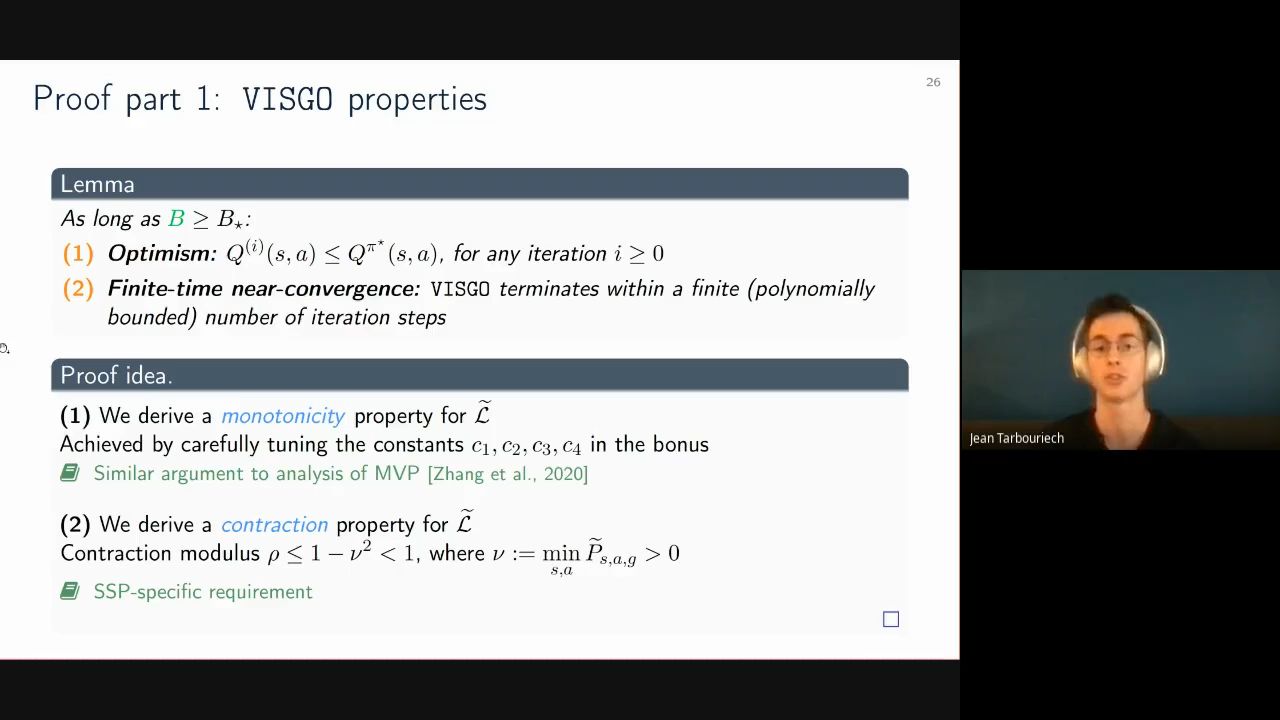 26
Proof part 1: VISGO properties
Lemma
As long as B ≥ B⋆:
(1) Optimism: Q^(i)(s, a) ≤ Q^π⋆(s, a), for any iteration i ≥ 0
(2) Finite-time near-convergence: VISGO terminates within a finite (polynomially
bounded) number of iteration steps
Proof idea.
(1) We derive a monotonicity property for L̃
Achieved by carefully tuning the constants c₁, c₂, c₃, c₄ in the bonus
Similar argument to analysis of MVP [Zhang et al., 2020]
(2) We derive a contraction property for L̃
Contraction modulus ρ ≤ 1 − ν² < 1, where ν := min_{s,a} P̃_{s,a,g} > 0
SSP-specific requirement
Jean Tarbouriech